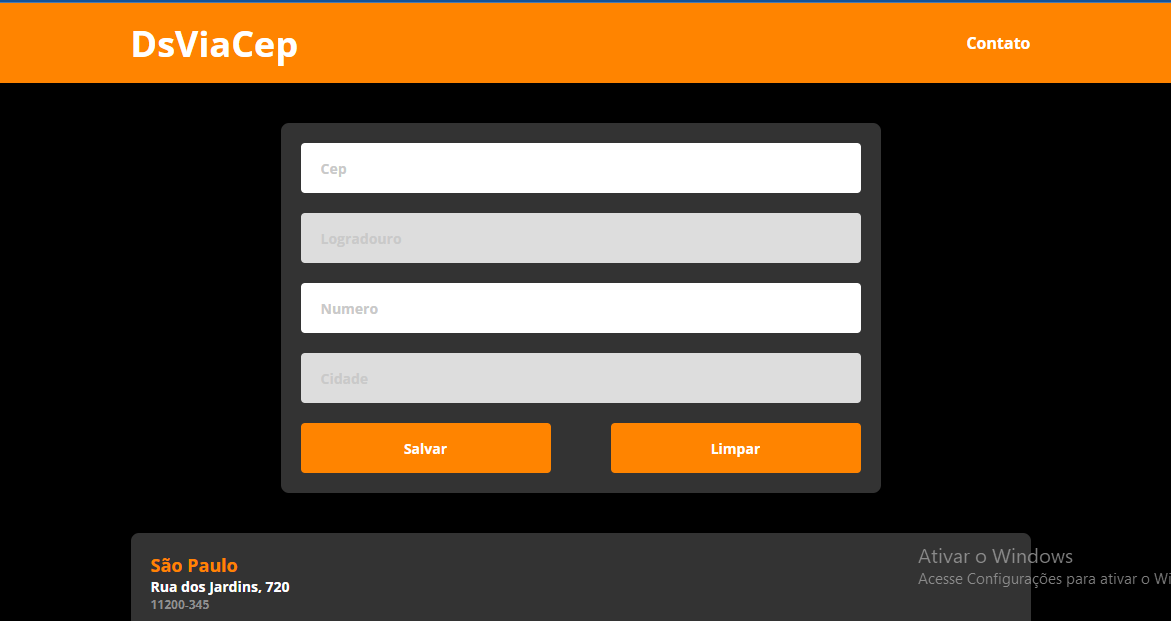 DsViaCep
Contato
Cep
Logradouro
Numero
Cidade
Salvar
Limpar
São Paulo
Rua dos Jardins, 720
11200-345
Ativar o Windows
Acesse Configurações para ativar o Wi